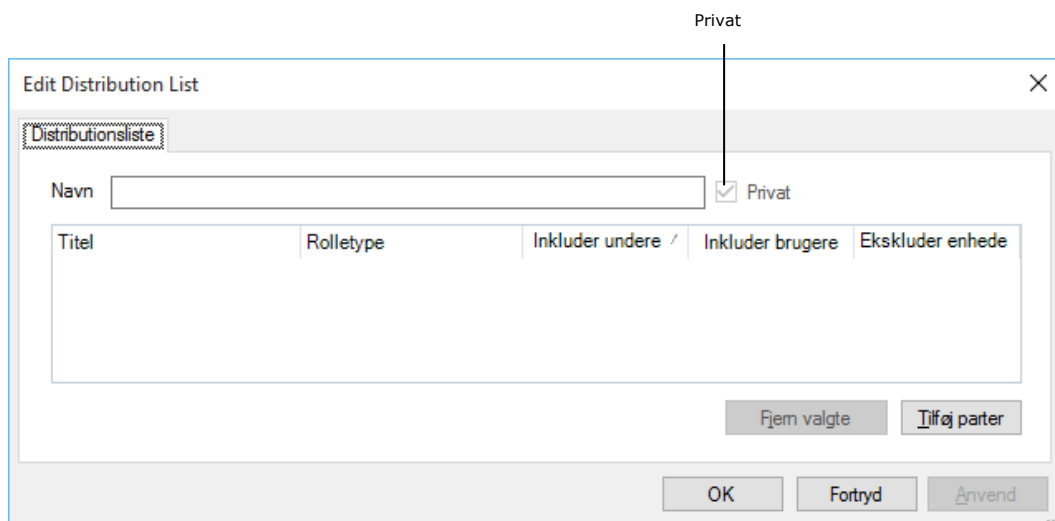 Privat
Edit Distribution List
Distributionsliste
Navn Privat
Titel Rolletype Inkluder undere Inkluder brugere Ekskluder enhede
Fjern valgte Tilføj parter
OK Fortryd Anvend